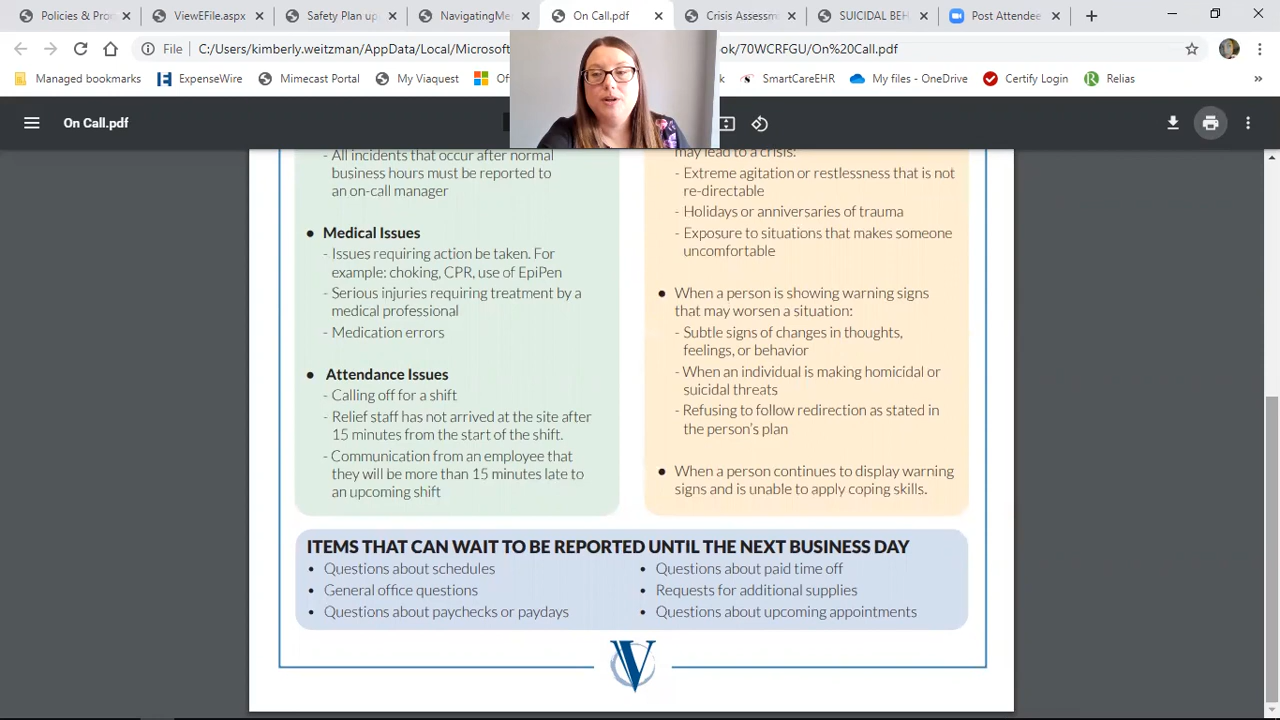 Policies & Pro
ViewEFile.aspx
Safety Plan up
NavigatingMe
On Call.pdf
Crisis Assessm
SUICIDAL BEH
Post Attendee
File
C:/Users/kimberly.weitzman/AppData/Local/Microsoft
ok/70WCRFGU/On%20Call.pdf
Managed bookmarks
ExpenseWire
Mimecast Portal
My Viaquest
SmartCareEHR
My files - OneDrive
Certify Login
Relias
On Call.pdf
- All incidents that occur after normal
business hours must be reported to
an on-call manager
● Medical Issues
- Issues requiring action be taken. For
example: choking, CPR, use of EpiPen
- Serious injuries requiring treatment by a
medical professional
- Medication errors
● Attendance Issues
- Calling off for a shift
- Relief staff has not arrived at the site after
15 minutes from the start of the shift.
- Communication from an employee that
they will be more than 15 minutes late to
an upcoming shift
may lead to a crisis:
- Extreme agitation or restlessness that is not
re-directable
- Holidays or anniversaries of trauma
- Exposure to situations that makes someone
uncomfortable
● When a person is showing warning signs
that may worsen a situation:
- Subtle signs of changes in thoughts,
feelings, or behavior
- When an individual is making homicidal or
suicidal threats
- Refusing to follow redirection as stated in
the person's plan
● When a person continues to display warning
signs and is unable to apply coping skills.
ITEMS THAT CAN WAIT TO BE REPORTED UNTIL THE NEXT BUSINESS DAY
• Questions about schedules
• General office questions
• Questions about paychecks or paydays
• Questions about paid time off
• Requests for additional supplies
• Questions about upcoming appointments
V